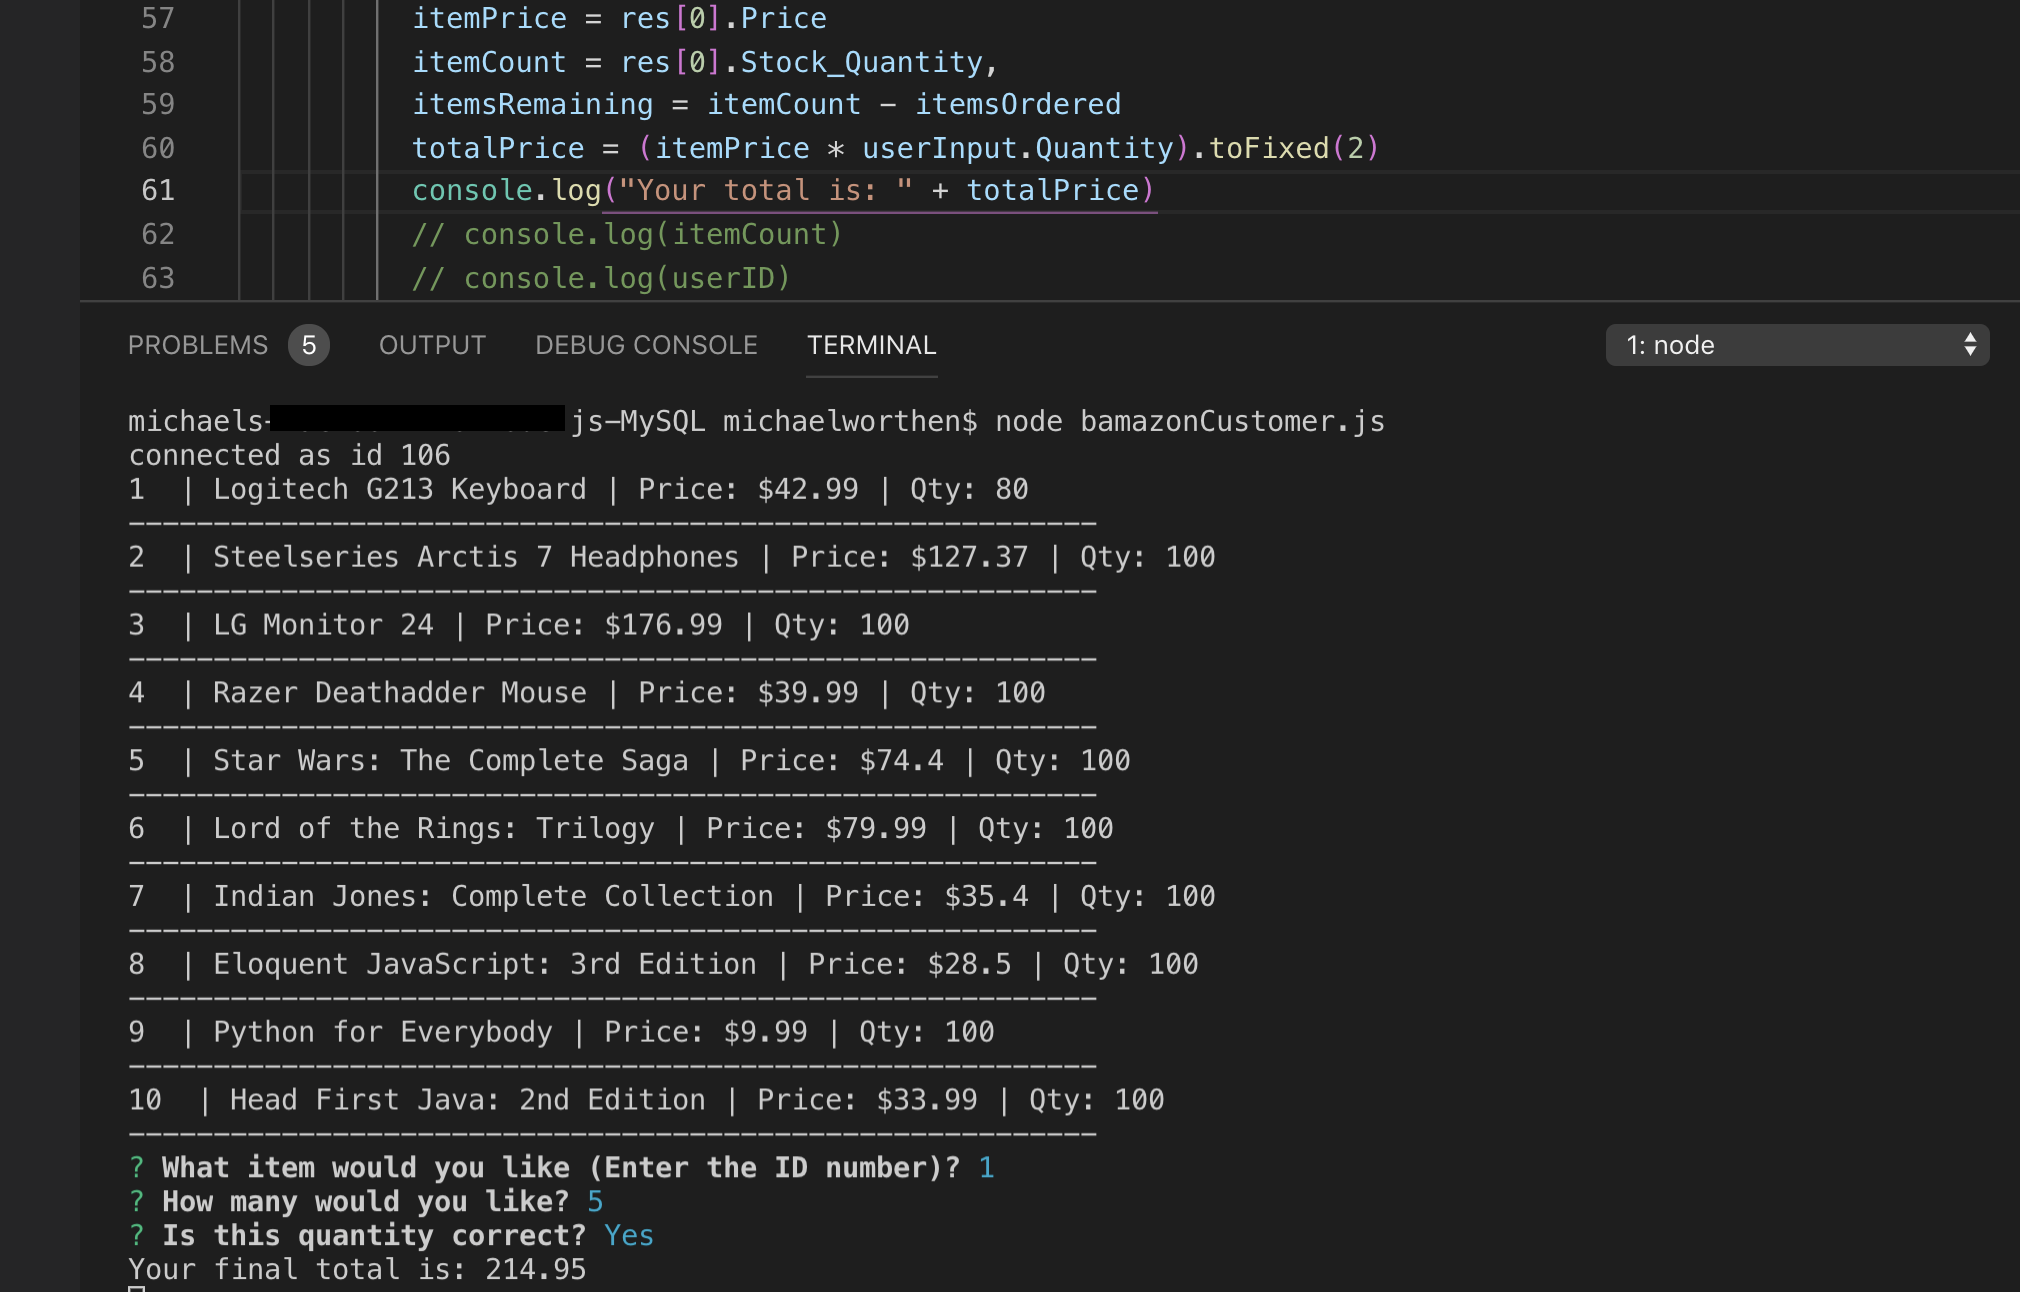 57 itemPrice = res[0].Price
58 itemCount = res[0].Stock_Quantity,
59 itemsRemaining = itemCount - itemsOrdered
60 totalPrice = (itemPrice * userInput.Quantity).toFixed(2)
61 console.log("Your total is: " + totalPrice)
62 // console.log(itemCount)
63 // console.log(userID)
PROBLEMS 5 OUTPUT DEBUG CONSOLE TERMINAL 1: node
michaels- js-MySQL michaelworthen$ node bamazonCustomer.js
connected as id 106
1  | Logitech G213 Keyboard | Price: $42.99 | Qty: 80
---------------------------------------------------------
2  | Steelseries Arctis 7 Headphones | Price: $127.37 | Qty: 100
---------------------------------------------------------
3  | LG Monitor 24 | Price: $176.99 | Qty: 100
---------------------------------------------------------
4  | Razer Deathadder Mouse | Price: $39.99 | Qty: 100
---------------------------------------------------------
5  | Star Wars: The Complete Saga | Price: $74.4 | Qty: 100
---------------------------------------------------------
6  | Lord of the Rings: Trilogy | Price: $79.99 | Qty: 100
---------------------------------------------------------
7  | Indian Jones: Complete Collection | Price: $35.4 | Qty: 100
---------------------------------------------------------
8  | Eloquent JavaScript: 3rd Edition | Price: $28.5 | Qty: 100
---------------------------------------------------------
9  | Python for Everybody | Price: $9.99 | Qty: 100
---------------------------------------------------------
10  | Head First Java: 2nd Edition | Price: $33.99 | Qty: 100
---------------------------------------------------------
? What item would you like (Enter the ID number)? 1
? How many would you like? 5
? Is this quantity correct? Yes
Your final total is: 214.95